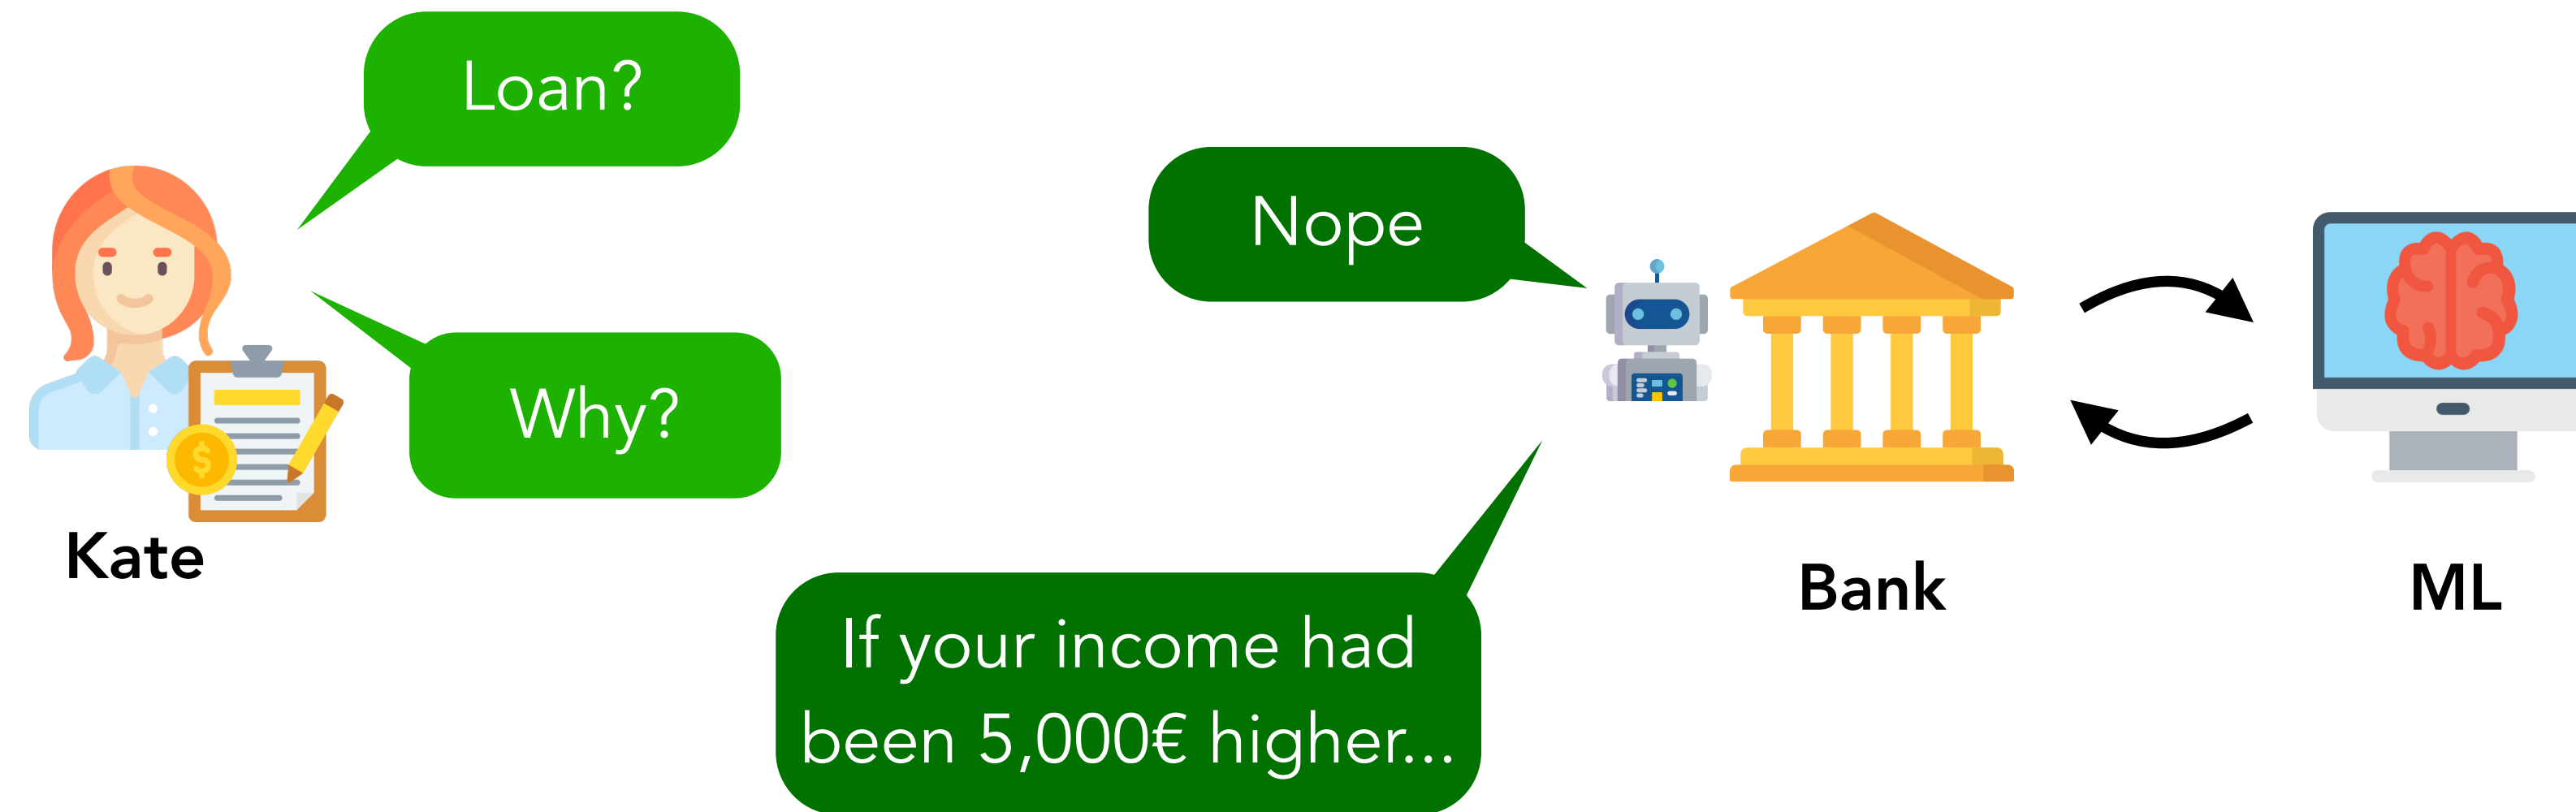 Loan?
Nope
Why?
Kate
Bank
ML
If your income had
been 5,000€ higher...
$